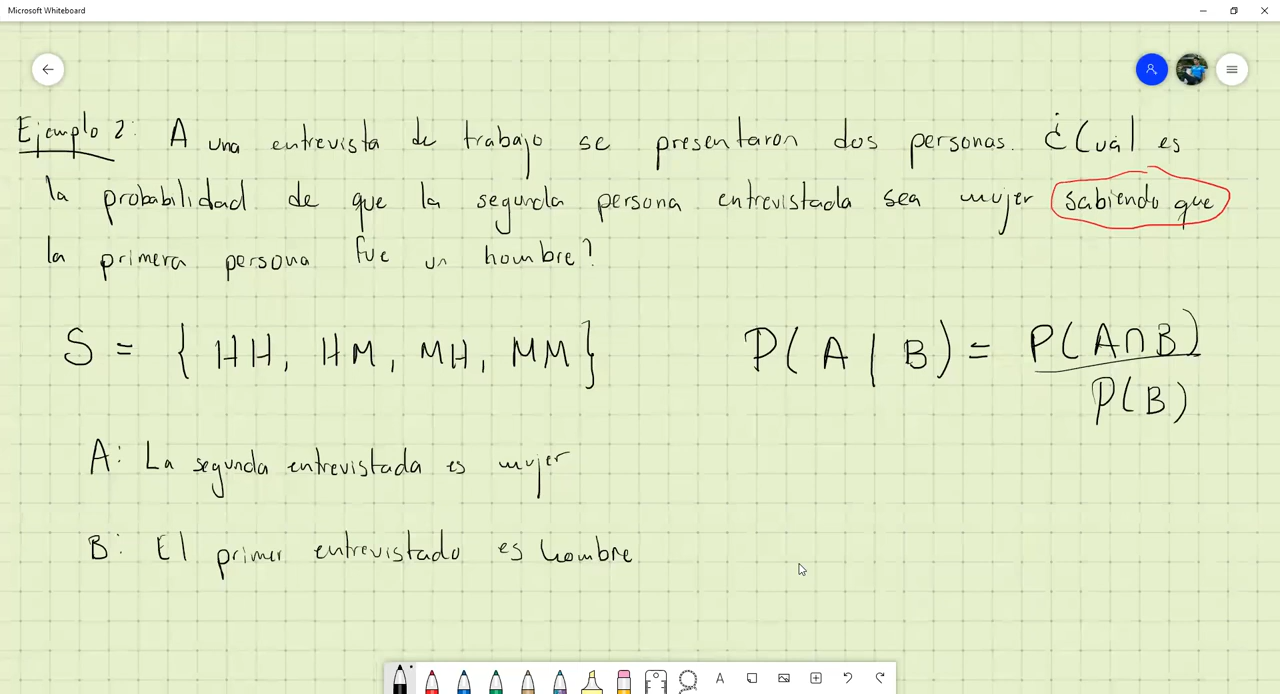 Microsoft Whiteboard
Ejemplo 2: A una entrevista de trabajo se presentaron dos personas. ¿Cuál es
la probabilidad de que la segunda persona entrevistada sea mujer sabiendo que
la primera persona fue un hombre?
S = { HH, HM, MH, MM}
P( A | B) = P( A∩B) / P( B)
A: La segunda entrevistada es mujer
B: El primer entrevistado es hombre
A